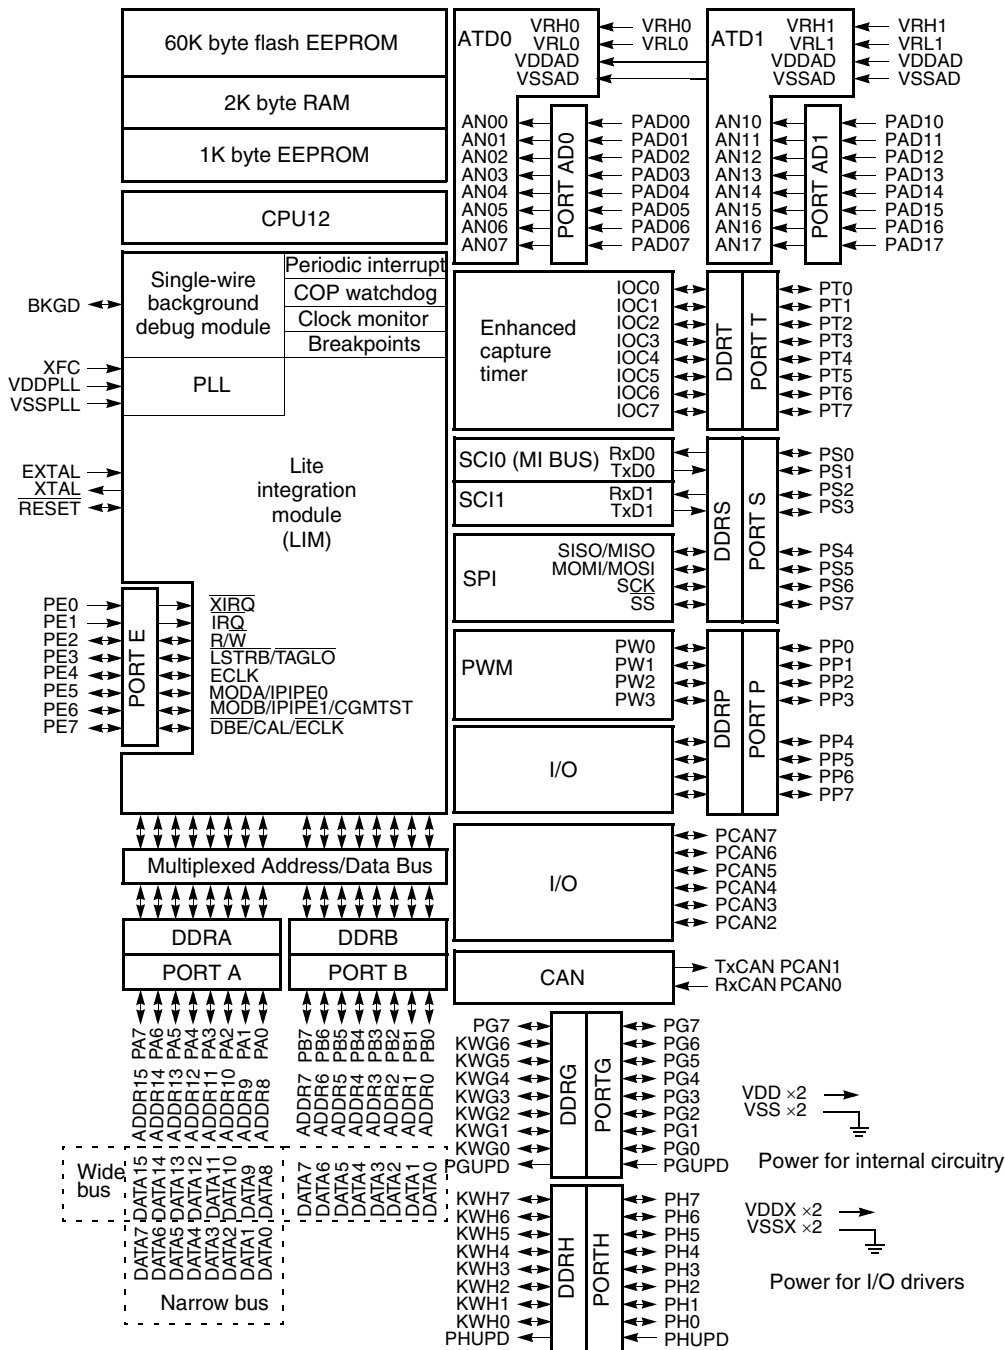 60K byte flash EEPROM
2K byte RAM
1K byte EEPROM
CPU12
Single-wire
background
debug module
Periodic interrupt
COP watchdog
Clock monitor
Breakpoints
PLL
Lite
integration
module
(LIM)
BKGD
XFC
VDDPLL
VSSPLL
EXTAL
XTAL
RESET
PE0
PE1
PE2
PE3
PE4
PE5
PE6
PE7
PORT E
XIRQ
IRQ
R/W
LSTRB/TAGLO
ECLK
MODA/IPIPE0
MODB/IPIPE1/CGMTST
DBE/CAL/ECLK
Multiplexed Address/Data Bus
DDRA
PORT A
DDRB
PORT B
PA7
PA6
PA5
PA4
PA3
PA2
PA1
PA0
PB7
PB6
PB5
PB4
PB3
PB2
PB1
PB0
ADDR15
ADDR14
ADDR13
ADDR12
ADDR11
ADDR10
ADDR9
ADDR8
ADDR7
ADDR6
ADDR5
ADDR4
ADDR3
ADDR2
ADDR1
ADDR0
Wide
bus
DATA15
DATA14
DATA13
DATA12
DATA11
DATA10
DATA9
DATA8
DATA7
DATA6
DATA5
DATA4
DATA3
DATA2
DATA1
DATA0
DATA7
DATA6
DATA5
DATA4
DATA3
DATA2
DATA1
DATA0
Narrow bus
ATD0
VRH0
VRL0
VDDAD
VSSAD
VRH0
VRL0
AN00
AN01
AN02
AN03
AN04
AN05
AN06
AN07
PORT AD0
PAD00
PAD01
PAD02
PAD03
PAD04
PAD05
PAD06
PAD07
ATD1
VRH1
VRL1
VDDAD
VSSAD
VRH1
VRL1
VDDAD
VSSAD
AN10
AN11
AN12
AN13
AN14
AN15
AN16
AN17
PORT AD1
PAD10
PAD11
PAD12
PAD13
PAD14
PAD15
PAD16
PAD17
Enhanced
capture
timer
IOC0
IOC1
IOC2
IOC3
IOC4
IOC5
IOC6
IOC7
DDRT
PORT T
PT0
PT1
PT2
PT3
PT4
PT5
PT6
PT7
SCI0 (MI BUS)
RxD0
TxD0
SCI1
RxD1
TxD1
SPI
SISO/MISO
MOMI/MOSI
SCK
SS
DDRS
PORT S
PS0
PS1
PS2
PS3
PS4
PS5
PS6
PS7
PWM
PW0
PW1
PW2
PW3
I/O
DDRP
PORT P
PP0
PP1
PP2
PP3
PP4
PP5
PP6
PP7
I/O
PCAN7
PCAN6
PCAN5
PCAN4
PCAN3
PCAN2
CAN
TxCAN PCAN1
RxCAN PCAN0
PG7
KWG6
KWG5
KWG4
KWG3
KWG2
KWG1
KWG0
PGUPD
DDRG
PORTG
PG7
PG6
PG5
PG4
PG3
PG2
PG1
PG0
PGUPD
KWH7
KWH6
KWH5
KWH4
KWH3
KWH2
KWH1
KWH0
PHUPD
DDRH
PORTH
PH7
PH6
PH5
PH4
PH3
PH2
PH1
PH0
PHUPD
VDD ×2
VSS ×2
Power for internal circuitry
VDDX ×2
VSSX ×2
Power for I/O drivers